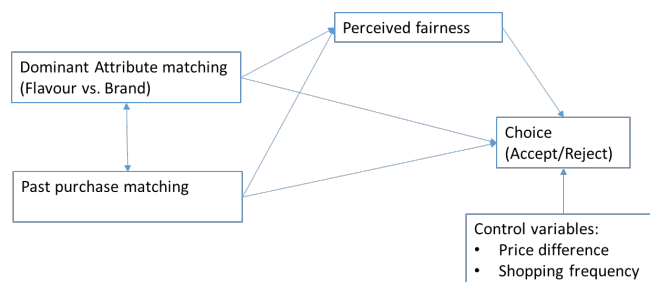 Perceived fairness
Dominant Attribute matching
(Flavour vs. Brand)
Choice
(Accept/Reject)
Past purchase matching
Control variables:
• Price difference
• Shopping frequency